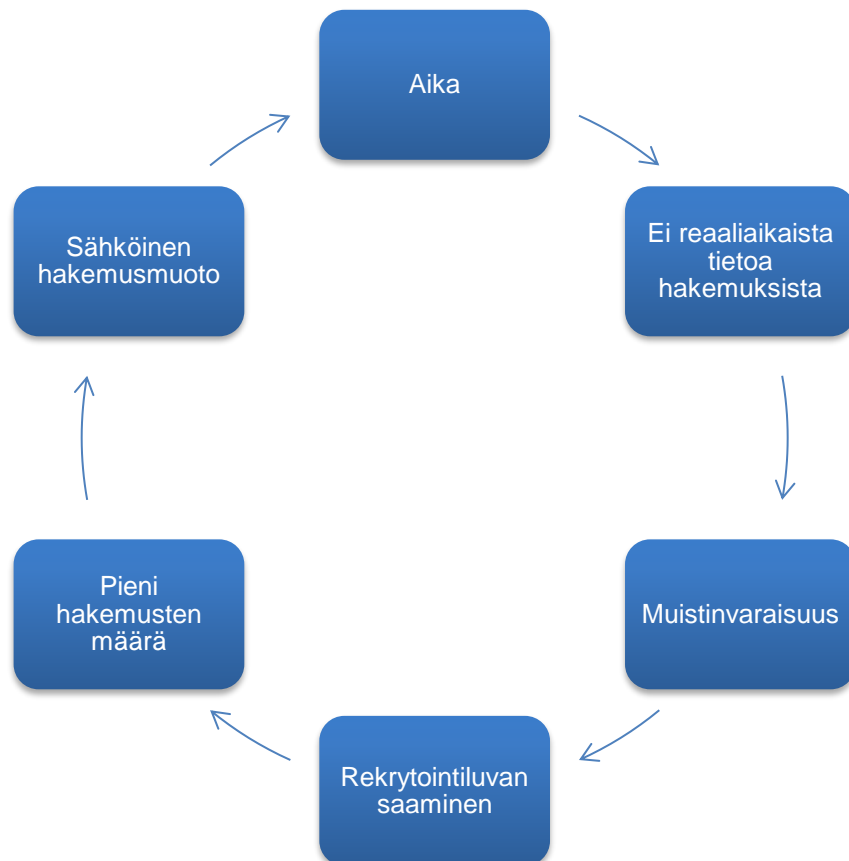 Aika
Ei reaaliaikaista
tietoa
hakemuksista
Muistinvaraisuus
Rekrytointiluvan
saaminen
Pieni
hakemusten
määrä
Sähköinen
hakemusmuoto